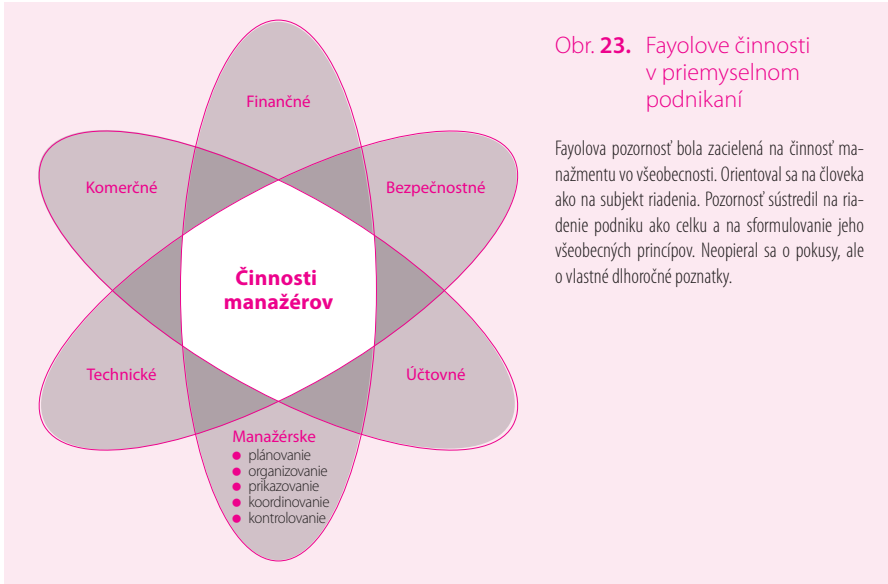 Finančné
Komerčné
Bezpečnostné
Činnosti
manažérov
Technické
Účtovné
Manažérske
● plánovanie
● organizovanie
● prikazovanie
● koordinovanie
● kontrolovanie
Obr. 23. Fayolove činnosti
v priemyselnom
podnikaní
Fayolova pozornosť bola zacielená na činnosť ma-
nažmentu vo všeobecnosti. Orientoval sa na človeka
ako na subjekt riadenia. Pozornosť sústredil na ria-
denie podniku ako celku a na sformulovanie jeho
všeobecných princípov. Neopieral sa o pokusy, ale
o vlastné dlhoročné poznatky.